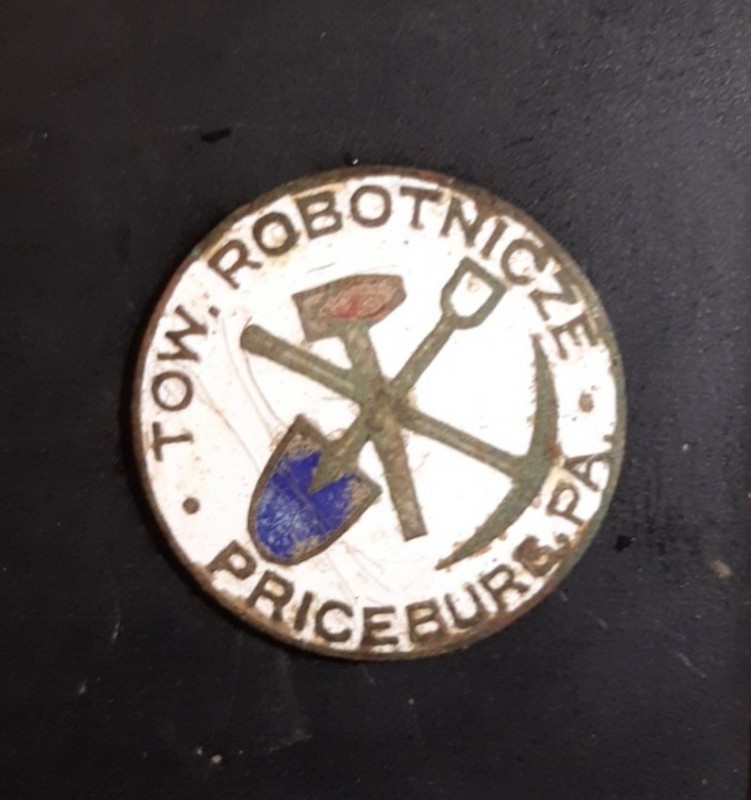 · TOW. ROBOTNICZE ·
PRICEBURG, PA.